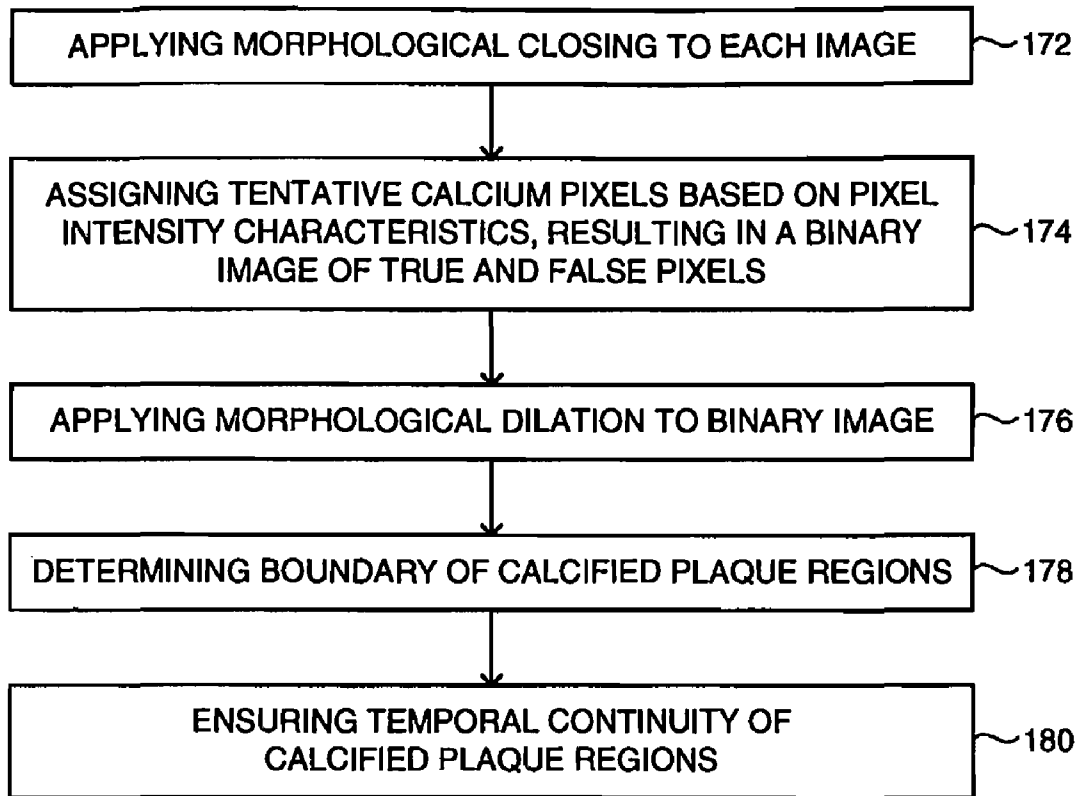 APPLYING MORPHOLOGICAL CLOSING TO EACH IMAGE
172
ASSIGNING TENTATIVE CALCIUM PIXELS BASED ON PIXEL
INTENSITY CHARACTERISTICS, RESULTING IN A BINARY
IMAGE OF TRUE AND FALSE PIXELS
174
APPLYING MORPHOLOGICAL DILATION TO BINARY IMAGE
176
DETERMINING BOUNDARY OF CALCIFIED PLAQUE REGIONS
178
ENSURING TEMPORAL CONTINUITY OF
CALCIFIED PLAQUE REGIONS
180